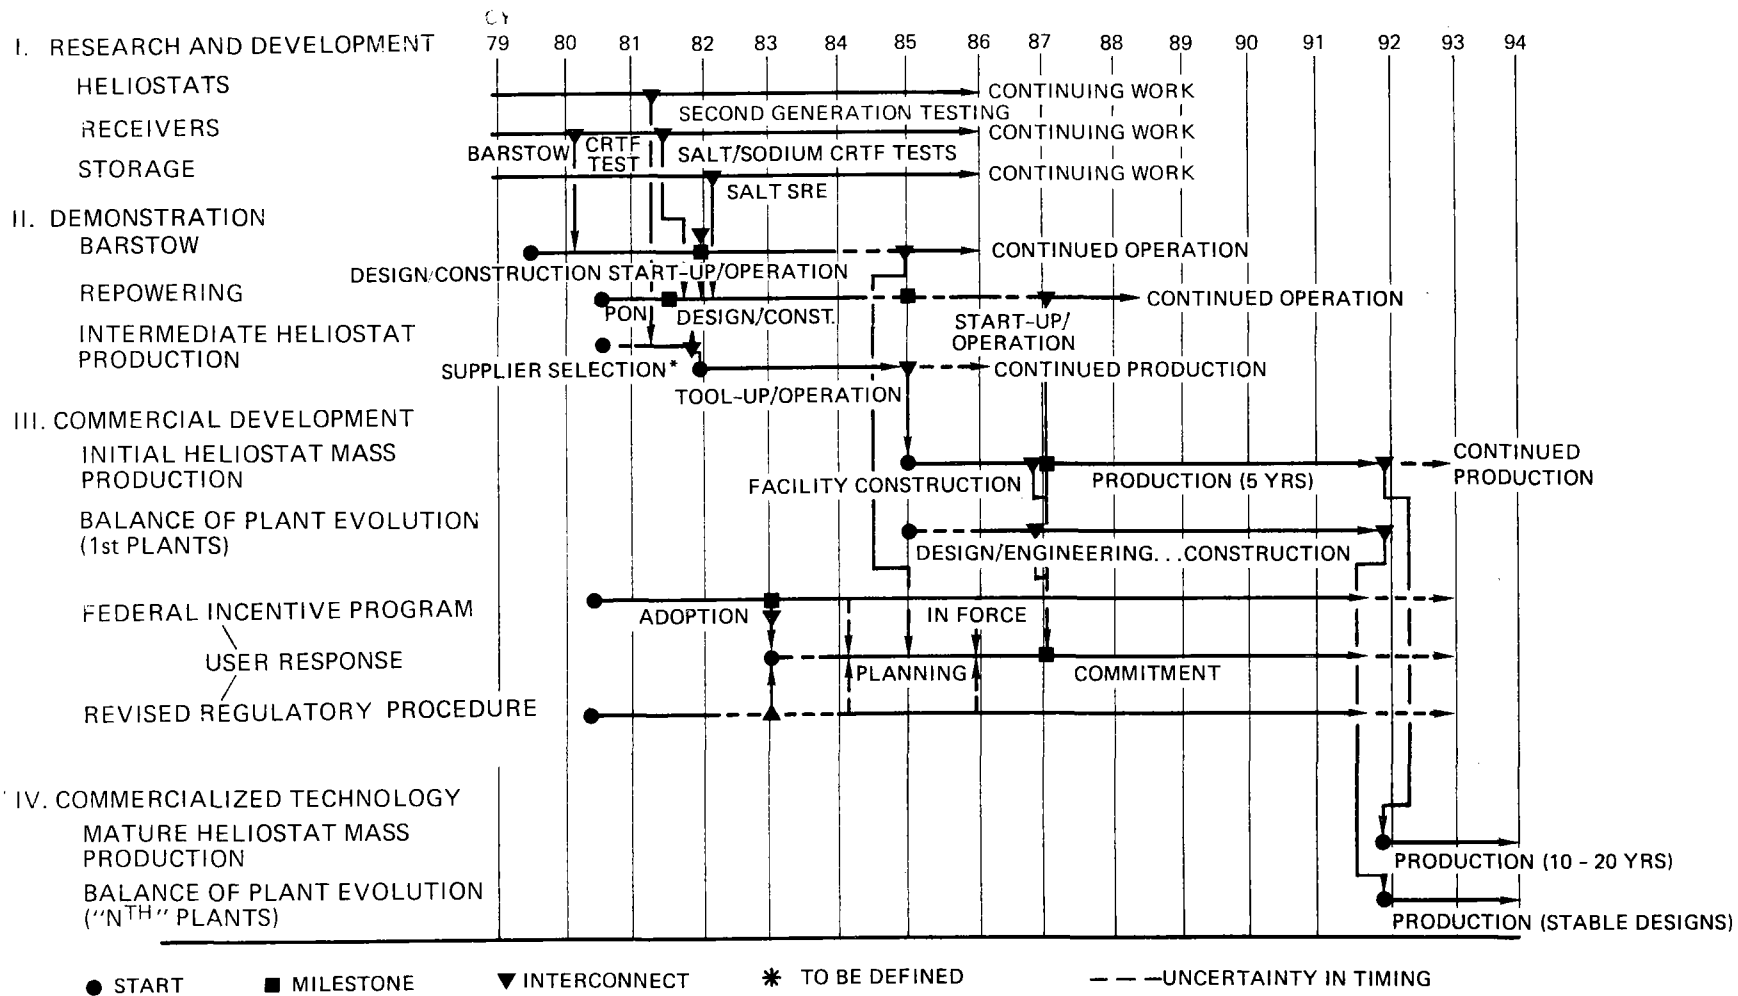 CY
79 80 81 82 83 84 85 86 87 88 89 90 91 92 93 94
I. RESEARCH AND DEVELOPMENT
HELIOSTATS
CONTINUING WORK
SECOND GENERATION TESTING
RECEIVERS
CONTINUING WORK
BARSTOW
CRTF
TEST
SALT/SODIUM CRTF TESTS
STORAGE
CONTINUING WORK
SALT SRE
II. DEMONSTRATION
BARSTOW
CONTINUED OPERATION
DESIGN/CONSTRUCTION START-UP/OPERATION
REPOWERING
CONTINUED OPERATION
PON
DESIGN/CONST.
START-UP/
OPERATION
INTERMEDIATE HELIOSTAT
PRODUCTION
SUPPLIER SELECTION*
CONTINUED PRODUCTION
TOOL-UP/OPERATION
III. COMMERCIAL DEVELOPMENT
INITIAL HELIOSTAT MASS
PRODUCTION
CONTINUED
PRODUCTION
FACILITY CONSTRUCTION
PRODUCTION (5 YRS)
BALANCE OF PLANT EVOLUTION
(1st PLANTS)
DESIGN/ENGINEERING...CONSTRUCTION
FEDERAL INCENTIVE PROGRAM
ADOPTION
IN FORCE
USER RESPONSE
PLANNING
COMMITMENT
REVISED REGULATORY PROCEDURE
IV. COMMERCIALIZED TECHNOLOGY
MATURE HELIOSTAT MASS
PRODUCTION
PRODUCTION (10 - 20 YRS)
BALANCE OF PLANT EVOLUTION
("NTH" PLANTS)
PRODUCTION (STABLE DESIGNS)
● START ■ MILESTONE ▼ INTERCONNECT * TO BE DEFINED - - - UNCERTAINTY IN TIMING